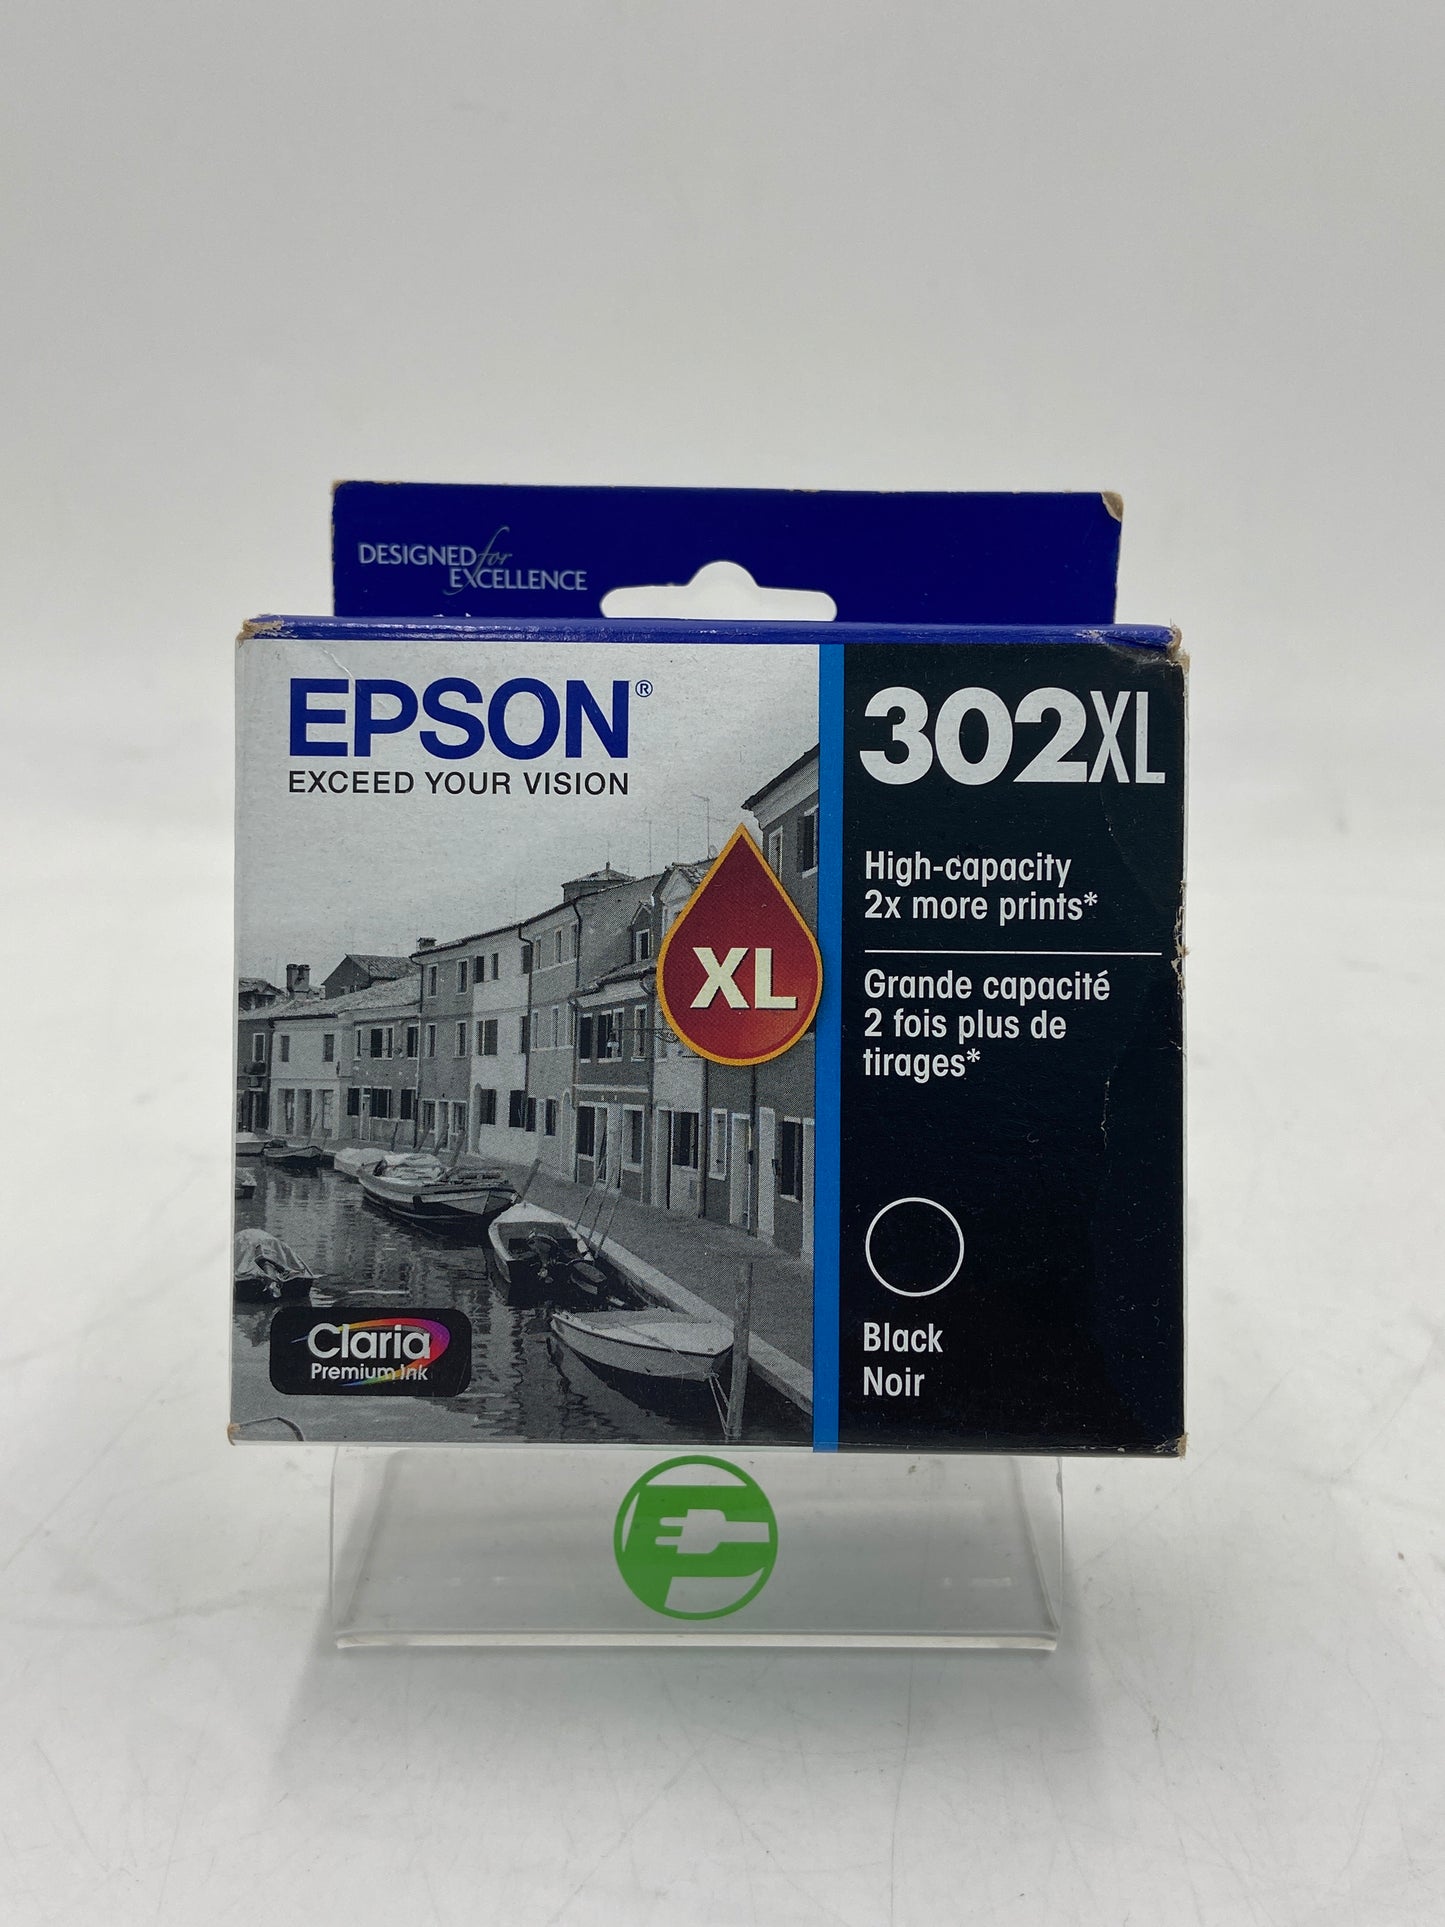 DESIGNED for
EXCELLENCE
EPSON®
EXCEED YOUR VISION
302XL
High-capacity
2x more prints*
XL
Grande capacité
2 fois plus de
tirages*
Claria
Premium Ink
Black
Noir